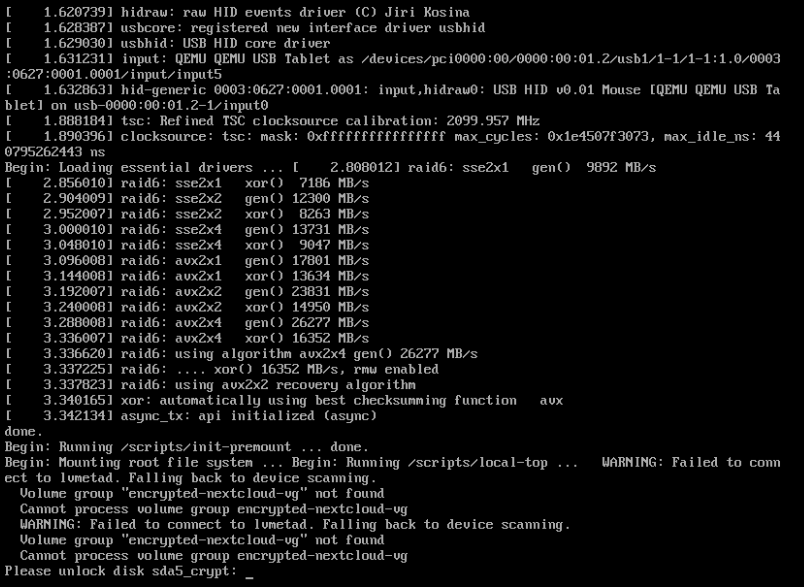 [    1.620739] hidraw: raw HID events driver (C) Jiri Kosina
[    1.628387] usbcore: registered new interface driver usbhid
[    1.629030] usbhid: USB HID core driver
[    1.631231] input: QEMU QEMU USB Tablet as /devices/pci0000:00/0000:00:01.2/usb1/1-1/1-1:1.0/0003
:0627:0001.0001/input/input5
[    1.632863] hid-generic 0003:0627:0001.0001: input,hidraw0: USB HID v0.01 Mouse [QEMU QEMU USB Ta
blet] on usb-0000:00:01.2-1/input0
[    1.888184] tsc: Refined TSC clocksource calibration: 2099.957 MHz
[    1.890396] clocksource: tsc: mask: 0xffffffffffffffff max_cycles: 0x1e4507f3073, max_idle_ns: 44
0795262443 ns
Begin: Loading essential drivers ... [    2.808012] raid6: sse2x1   gen()  9892 MB/s
[    2.856010] raid6: sse2x1   xor()  7186 MB/s
[    2.904009] raid6: sse2x2   gen() 12300 MB/s
[    2.952007] raid6: sse2x2   xor()  8263 MB/s
[    3.000010] raid6: sse2x4   gen() 13731 MB/s
[    3.048010] raid6: sse2x4   xor()  9047 MB/s
[    3.096008] raid6: avx2x1   gen() 17801 MB/s
[    3.144008] raid6: avx2x1   xor() 13634 MB/s
[    3.192007] raid6: avx2x2   gen() 23831 MB/s
[    3.240008] raid6: avx2x2   xor() 14950 MB/s
[    3.288008] raid6: avx2x4   gen() 26277 MB/s
[    3.336007] raid6: avx2x4   xor() 16352 MB/s
[    3.336620] raid6: using algorithm avx2x4 gen() 26277 MB/s
[    3.337225] raid6: .... xor() 16352 MB/s, rmw enabled
[    3.337823] raid6: using avx2x2 recovery algorithm
[    3.340165] xor: automatically using best checksumming function   avx
[    3.342134] async_tx: api initialized (async)
done.
Begin: Running /scripts/init-premount ... done.
Begin: Mounting root file system ... Begin: Running /scripts/local-top ...   WARNING: Failed to conn
ect to lvmetad. Falling back to device scanning.
  Volume group "encrypted-nextcloud-vg" not found
  Cannot process volume group encrypted-nextcloud-vg
  WARNING: Failed to connect to lvmetad. Falling back to device scanning.
  Volume group "encrypted-nextcloud-vg" not found
  Cannot process volume group encrypted-nextcloud-vg
Please unlock disk sda5_crypt: _